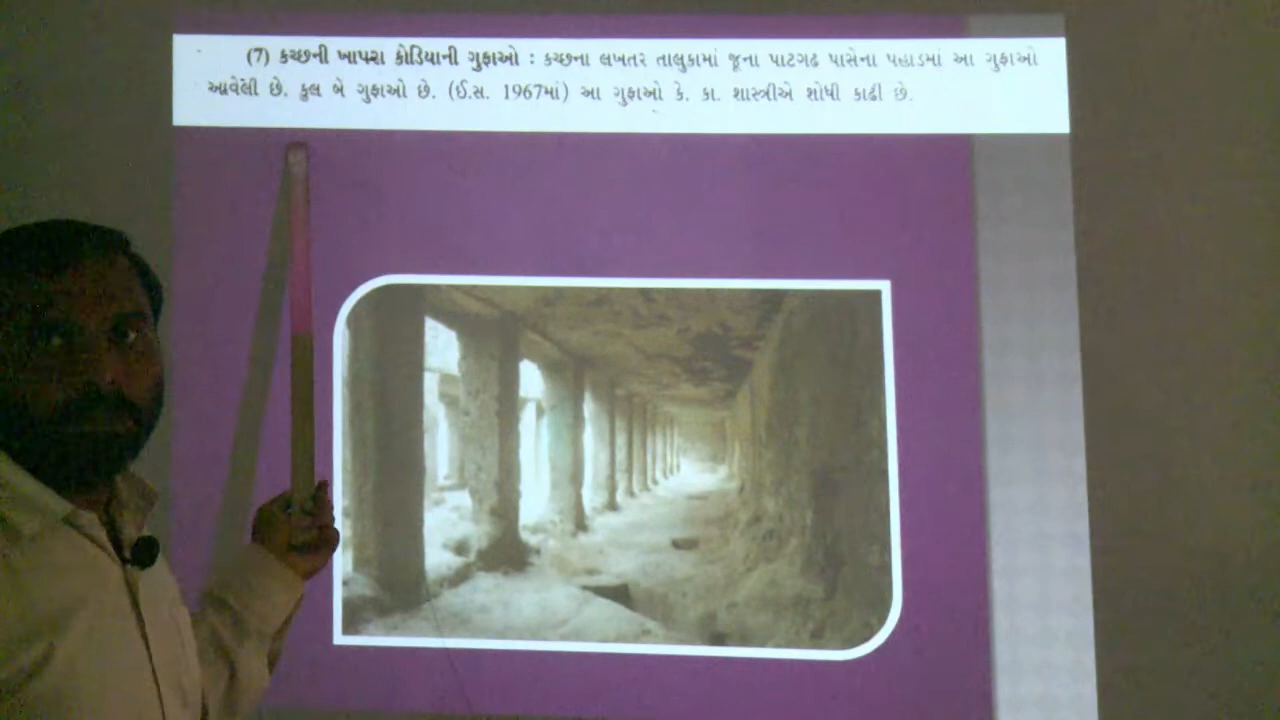 (7) કચ્છની ખાપરા કોડિયાની ગુફાઓ : કચ્છના લખતર તાલુકામાં જૂના પાટગઢ પાસેના પહાડમાં આ ગુફાઓ
આવેલી છે. કુલ બે ગુફાઓ છે. (ઈ.સ. 1967માં) આ ગુફાઓ કે. કા. શાસ્ત્રીએ શોધી કાઢી છે.